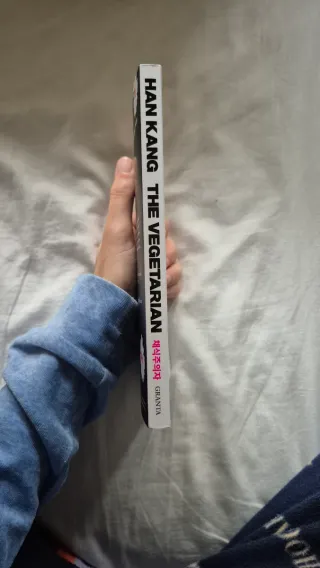 HAN KANG THE VEGETARIAN 채식주의자 GRANTA